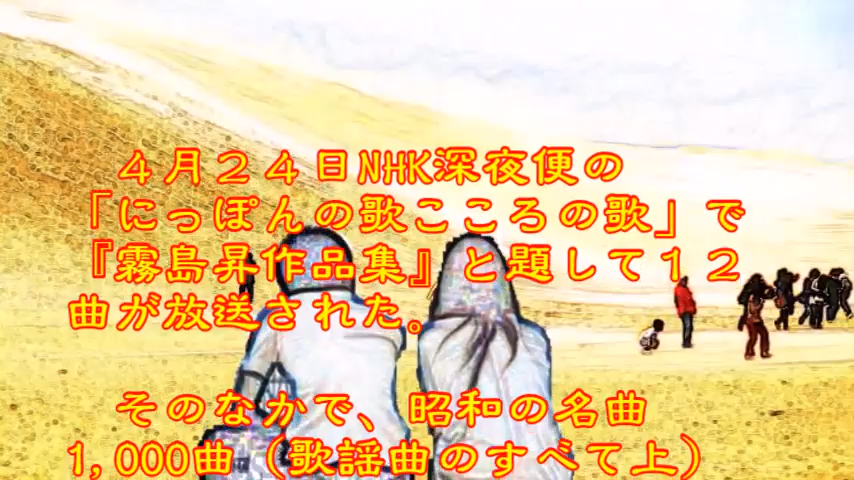 ４月２４日NHK深夜便の
「にっぽんの歌こころの歌」で
『霧島昇作品集』と題して１２
曲が放送された。
そのなかで、昭和の名曲
1,000曲（歌謡曲のすべて上）